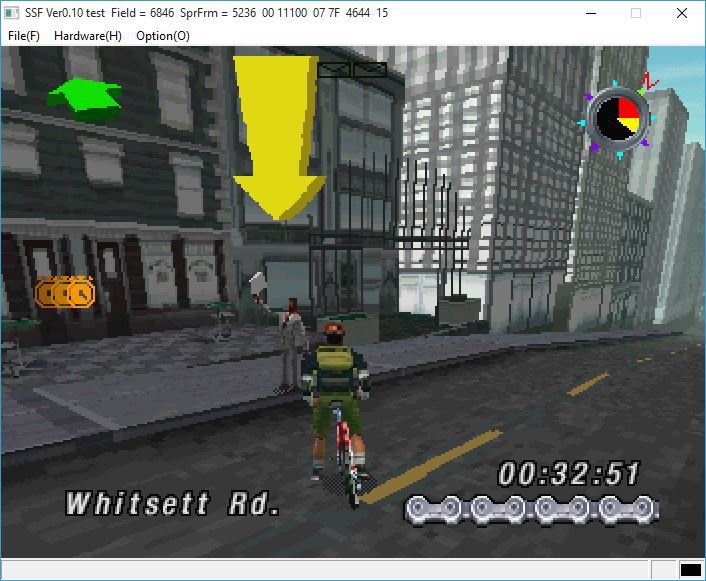 SSF Ver0.10 test Field = 6846 SprFrm = 5236 00 11100 07 7F 4644 15
File(F) Hardware(H) Option(O)
00:32:51
Whitsett Rd.